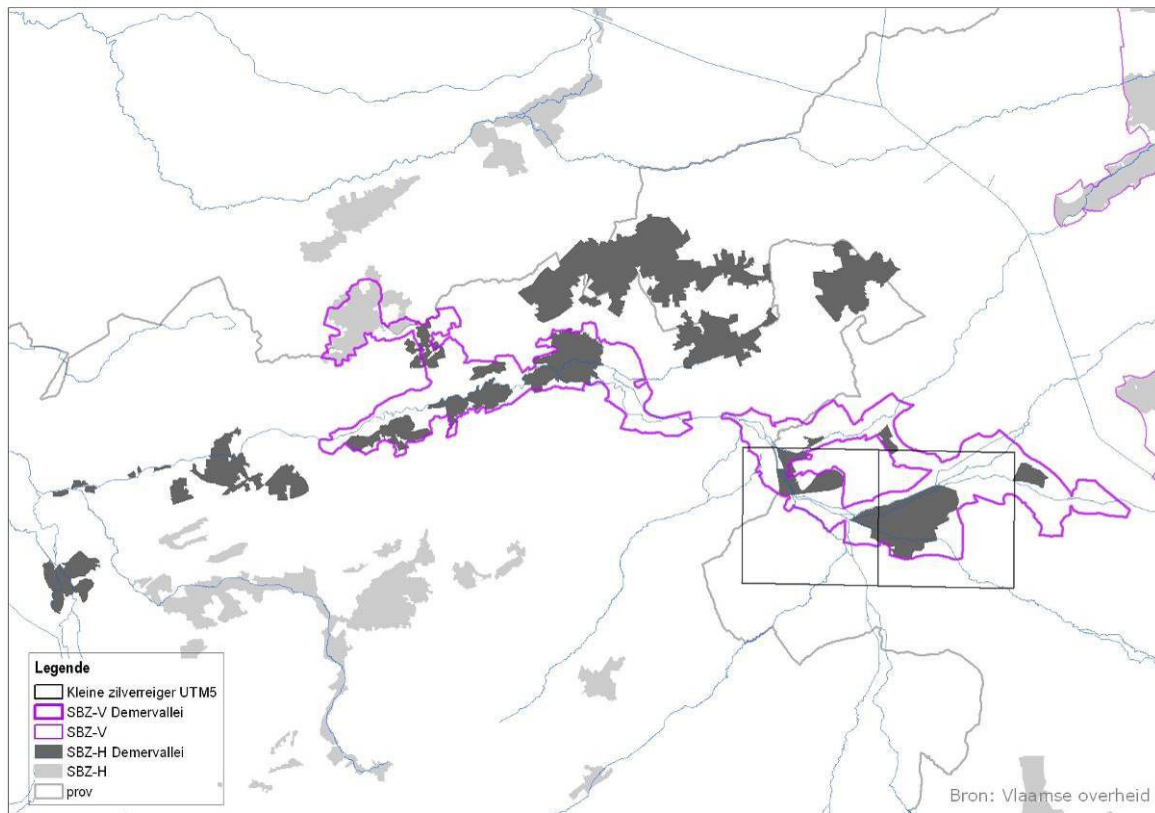 Legende
Kleine zilverreiger UTM5
SBZ-V Demervallei
SBZ-V
SBZ-H Demervallei
SBZ-H
prov
Bron: Vlaamse overheid